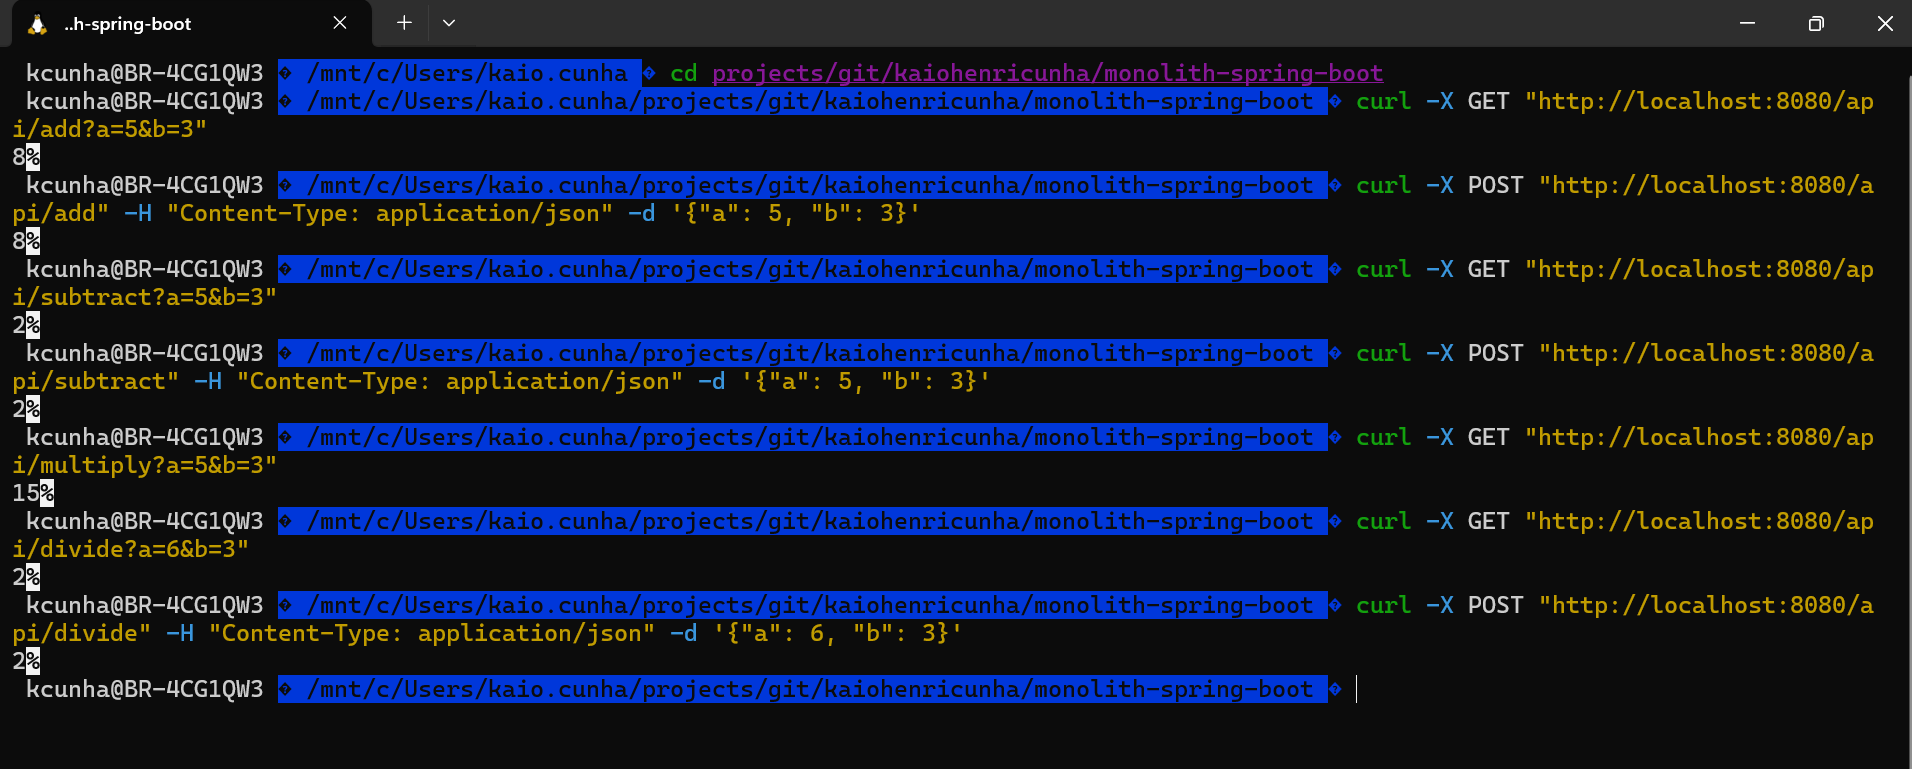 ..h-spring-boot
kcunha@BR-4CG1QW3 � /mnt/c/Users/kaio.cunha � cd projects/git/kaiohenricunha/monolith-spring-boot
kcunha@BR-4CG1QW3 � /mnt/c/Users/kaio.cunha/projects/git/kaiohenricunha/monolith-spring-boot � curl -X GET "http://localhost:8080/ap
i/add?a=5&b=3"
8%
kcunha@BR-4CG1QW3 � /mnt/c/Users/kaio.cunha/projects/git/kaiohenricunha/monolith-spring-boot � curl -X POST "http://localhost:8080/a
pi/add" -H "Content-Type: application/json" -d '{"a": 5, "b": 3}'
8%
kcunha@BR-4CG1QW3 � /mnt/c/Users/kaio.cunha/projects/git/kaiohenricunha/monolith-spring-boot � curl -X GET "http://localhost:8080/ap
i/subtract?a=5&b=3"
2%
kcunha@BR-4CG1QW3 � /mnt/c/Users/kaio.cunha/projects/git/kaiohenricunha/monolith-spring-boot � curl -X POST "http://localhost:8080/a
pi/subtract" -H "Content-Type: application/json" -d '{"a": 5, "b": 3}'
2%
kcunha@BR-4CG1QW3 � /mnt/c/Users/kaio.cunha/projects/git/kaiohenricunha/monolith-spring-boot � curl -X GET "http://localhost:8080/ap
i/multiply?a=5&b=3"
15%
kcunha@BR-4CG1QW3 � /mnt/c/Users/kaio.cunha/projects/git/kaiohenricunha/monolith-spring-boot � curl -X GET "http://localhost:8080/ap
i/divide?a=6&b=3"
2%
kcunha@BR-4CG1QW3 � /mnt/c/Users/kaio.cunha/projects/git/kaiohenricunha/monolith-spring-boot � curl -X POST "http://localhost:8080/a
pi/divide" -H "Content-Type: application/json" -d '{"a": 6, "b": 3}'
2%
kcunha@BR-4CG1QW3 � /mnt/c/Users/kaio.cunha/projects/git/kaiohenricunha/monolith-spring-boot �